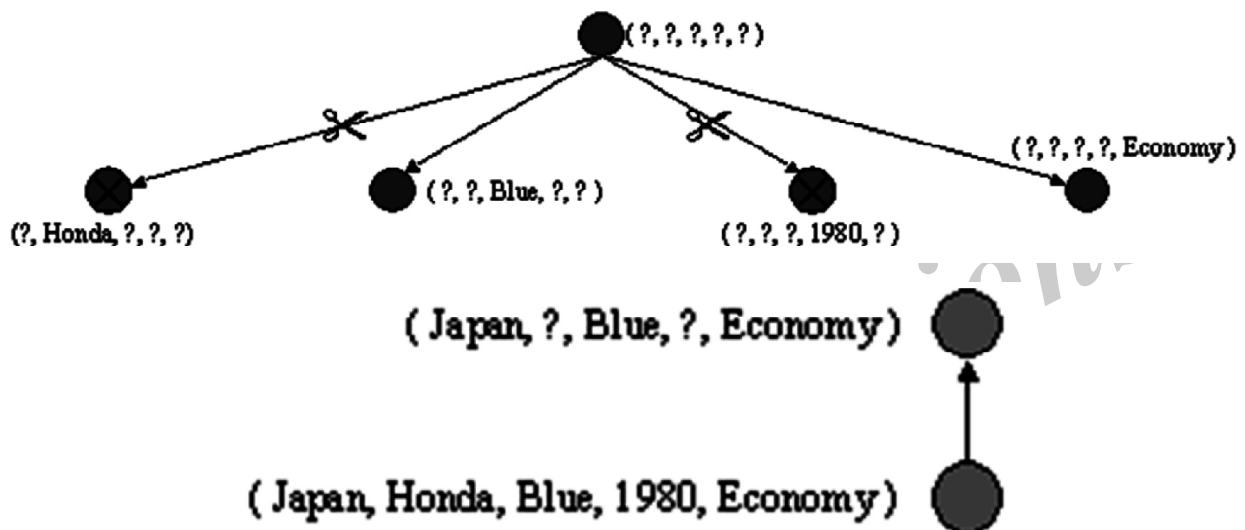 (?, ?, ?, ?, ?)
(?, ?, ?, ?, Economy)
(?, ?, Blue, ?, ?)
(?, Honda, ?, ?, ?)
(?, ?, ?, 1980, ?)
(Japan, ?, Blue, ?, Economy)
(Japan, Honda, Blue, 1980, Economy)